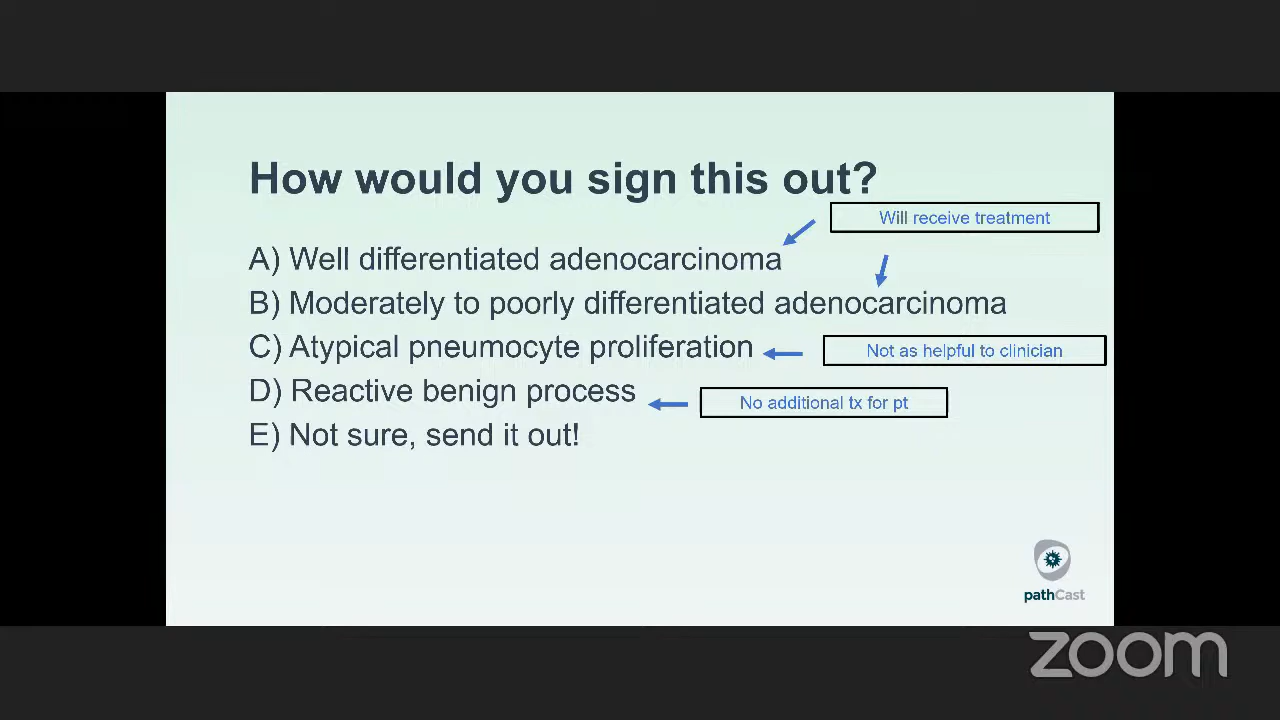 How would you sign this out?
Will receive treatment
A) Well differentiated adenocarcinoma
B) Moderately to poorly differentiated adenocarcinoma
C) Atypical pneumocyte proliferation
Not as helpful to clinician
D) Reactive benign process
No additional tx for pt
E) Not sure, send it out!
pathCast
zoom